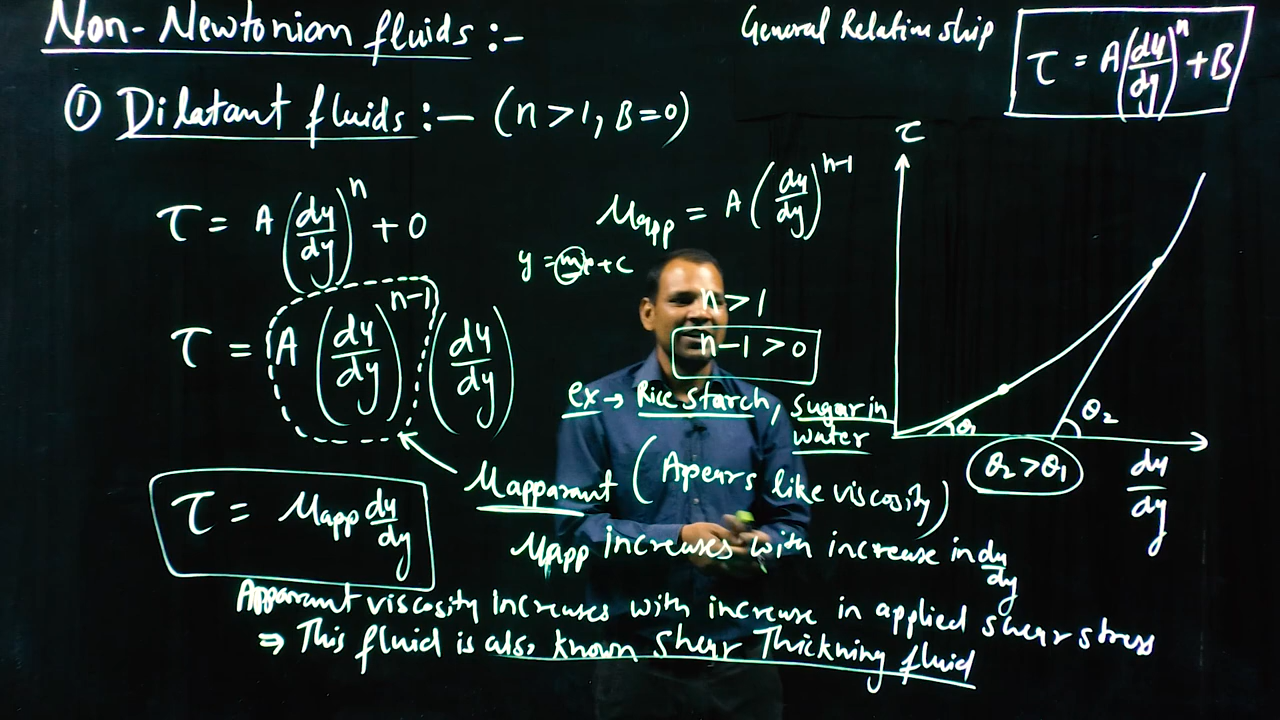 Non-Newtonian fluids :-
General Relationship
τ = A(du/dy)^n + B
① Dilatant fluids :- (n>1, B=0)
τ = A(du/dy)^n + 0
μapp = A(du/dy)^n-1
y = mx + c
n > 1
n-1 > 0
τ = A(du/dy)^n-1 (du/dy)
ex → Rice starch, sugar in
water
μapparant (Apears like viscosity)
τ = μapp du/dy
μapp increases with increase in du/dy
Apparant viscosity increases with increase in applied shear stress
⇒ This fluid is also known shear Thickning fluid
τ
θ1
θ2
θ2 > θ1
du/dy